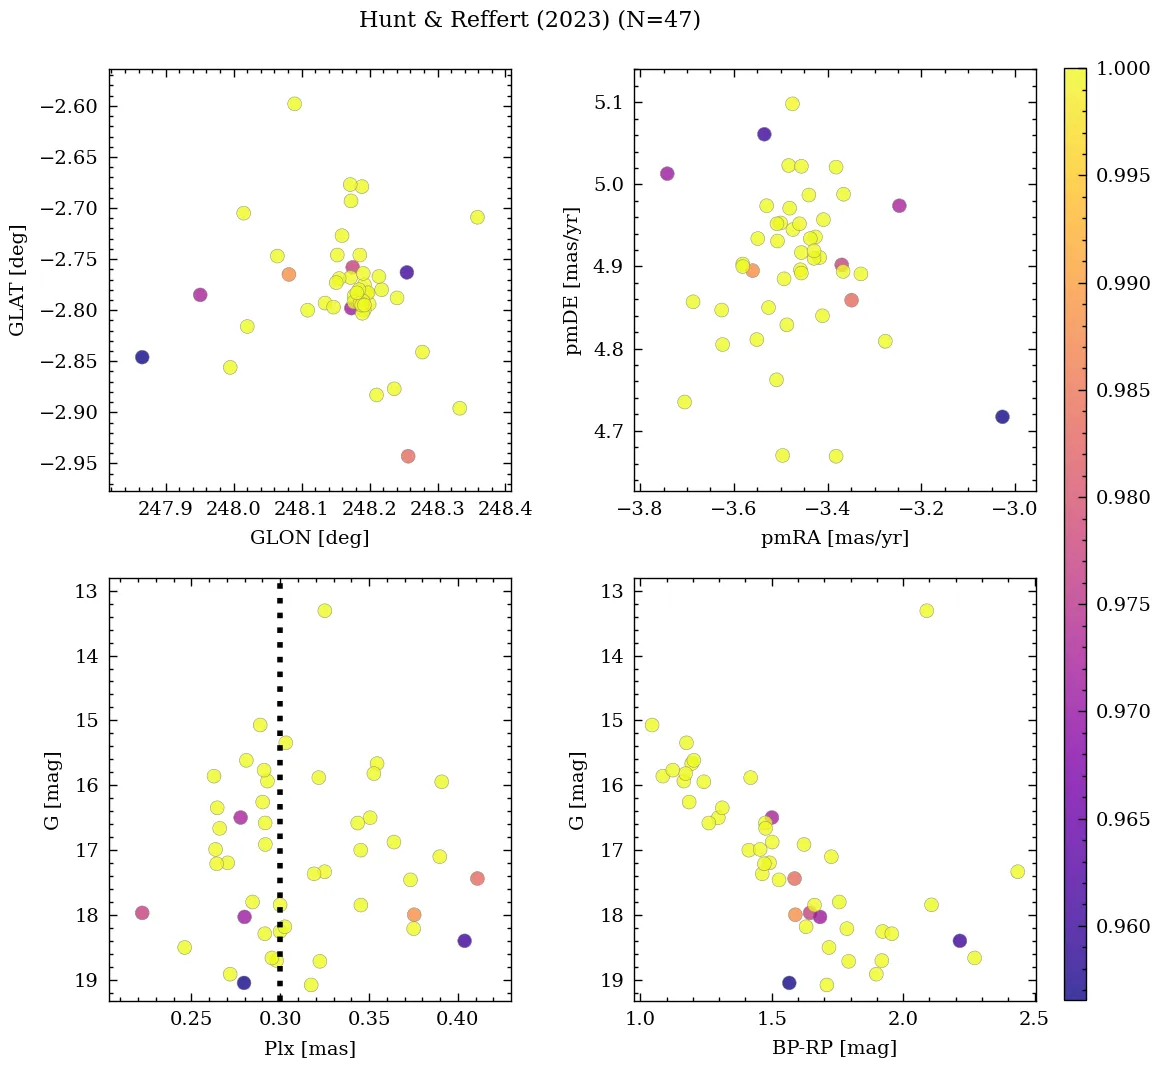 Hunt & Reffert (2023) (N=47)
−2.60
−2.65
−2.70
−2.75
−2.80
−2.85
−2.90
−2.95
GLAT [deg]
247.9 248.0 248.1 248.2 248.3 248.4
GLON [deg]
5.1
5.0
4.9
4.8
4.7
pmDE [mas/yr]
−3.8 −3.6 −3.4 −3.2 −3.0
pmRA [mas/yr]
13
14
15
16
17
18
19
G [mag]
0.25 0.30 0.35 0.40
Plx [mas]
13
14
15
16
17
18
19
G [mag]
1.0 1.5 2.0 2.5
BP-RP [mag]
1.000
0.995
0.990
0.985
0.980
0.975
0.970
0.965
0.960